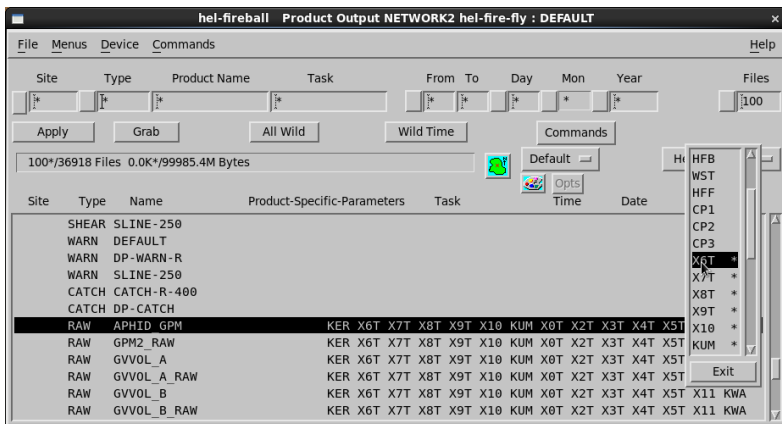 hel-fireball Product Output NETWORK2 hel-fire-fly : DEFAULT ×
File Menus Device Commands Help
Site Type Product Name Task From To Day Mon Year Files
* * * * * * * * * 100
Apply Grab All Wild Wild Time Commands
100*/36918 Files 0.0K*/99985.4M Bytes Default He
Opts
Site Type Name Product-Specific-Parameters Task Time Date
SHEAR SLINE-250
WARN DEFAULT
WARN DP-WARN-R
WARN SLINE-250
CATCH CATCH-R-400
CATCH DP-CATCH
RAW APHID_GPM KER X6T X7T X8T X9T X10 KUM X0T X2T X3T X4T X5T
RAW GPM2_RAW KER X6T X7T X8T X9T X10 KUM X0T X2T X3T X4T X5T
RAW GVVOL_A KER X6T X7T X8T X9T X10 KUM X0T X2T X3T X4T X5T
RAW GVVOL_A_RAW KER X6T X7T X8T X9T X10 KUM X0T X2T X3T X4T X5T
RAW GVVOL_B KER X6T X7T X8T X9T X10 KUM X0T X2T X3T X4T X5T X11 KWA
RAW GVVOL_B_RAW KER X6T X7T X8T X9T X10 KUM X0T X2T X3T X4T X5T X11 KWA
HFB
WST
HFF
CP1
CP2
CP3
X6T *
X7T *
X8T *
X9T *
X10 *
KUM *
Exit